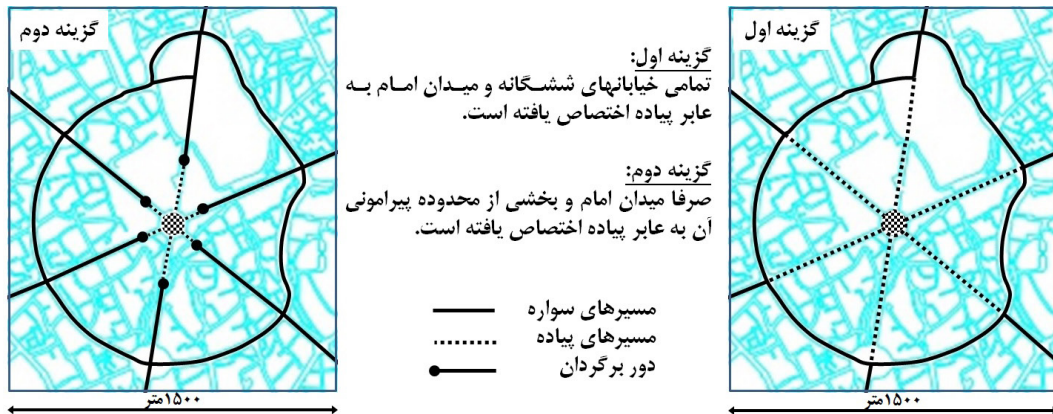 گزینه اول
گزینه اول:
تمامی خیابانهای ششگانه و میدان امام به
عابر پیاده اختصاص یافته است.
گزینه دوم:
صرفا میدان امام و بخشی از محدوده پیرامونی
آن به عابر پیاده اختصاص یافته است.
مسیرهای سواره
مسیرهای پیاده
دور برگردان
گزینه دوم
۱۵۰۰متر
۱۵۰۰متر